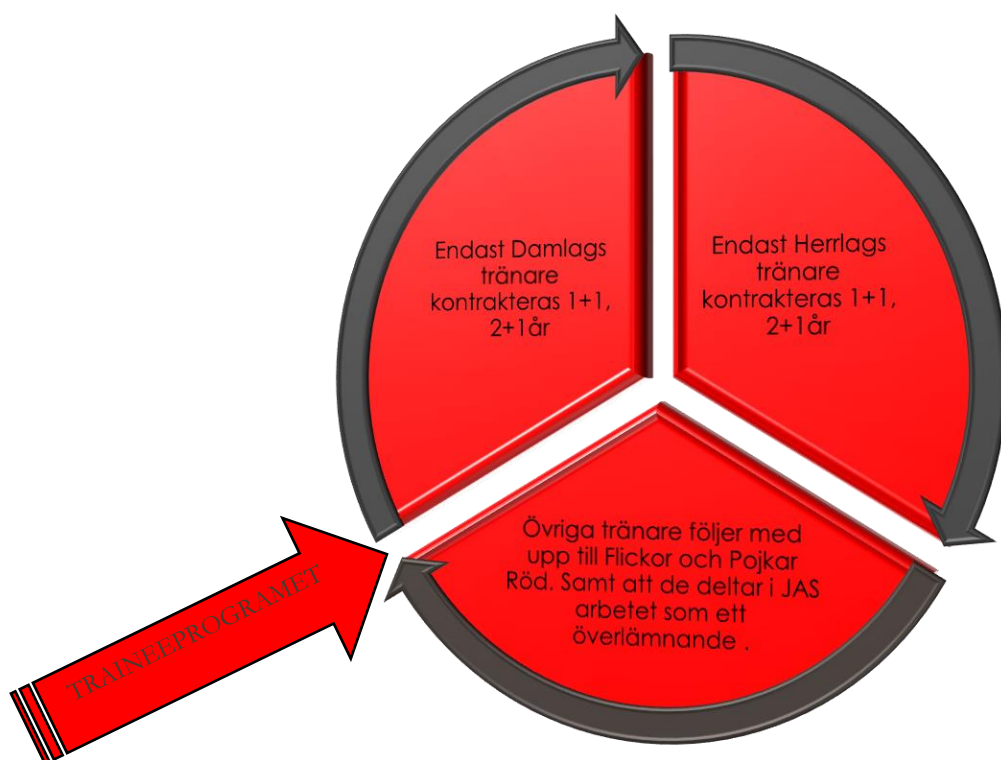 Endast Damlags
tränare
kontrakteras 1+1,
2+1år
Endast Herrlags
tränare
kontrakteras 1+1,
2+1år
Övriga tränare följer med
upp till Flickor och Pojkar
Röd. Samt att de deltar i JAS
arbetet som ett
överlämnande .
TRAINEEPROGRAMET